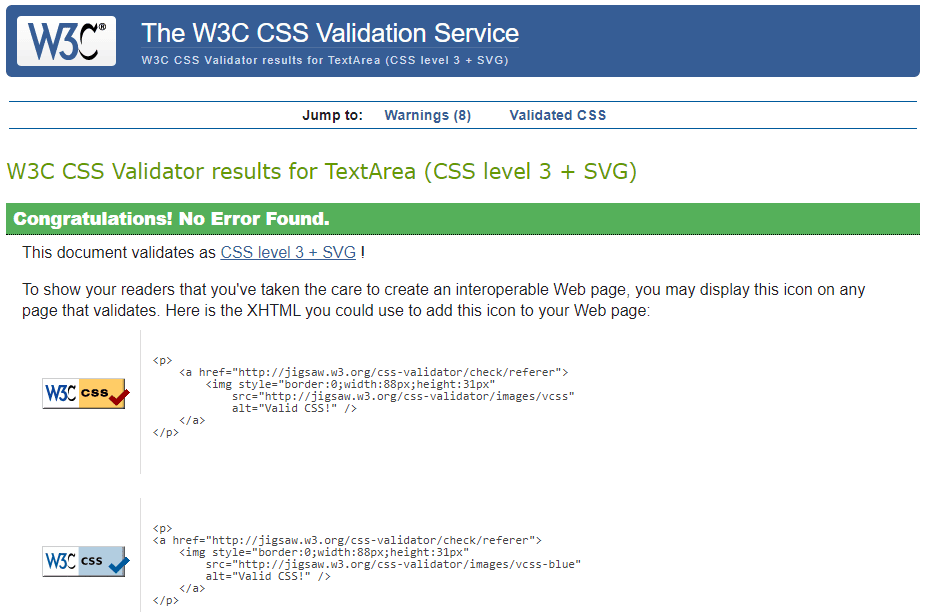 W3C® The W3C CSS Validation Service
W3C CSS Validator results for TextArea (CSS level 3 + SVG)
Jump to: Warnings (8) Validated CSS
W3C CSS Validator results for TextArea (CSS level 3 + SVG)
Congratulations! No Error Found.
This document validates as CSS level 3 + SVG !
To show your readers that you've taken the care to create an interoperable Web page, you may display this icon on any
page that validates. Here is the XHTML you could use to add this icon to your Web page:
W3C css
<p>
<a href="http://jigsaw.w3.org/css-validator/check/referer">
<img style="border:0;width:88px;height:31px"
src="http://jigsaw.w3.org/css-validator/images/vcss"
alt="Valid CSS!" />
</a>
</p>
W3C css
<p>
<a href="http://jigsaw.w3.org/css-validator/check/referer">
<img style="border:0;width:88px;height:31px"
src="http://jigsaw.w3.org/css-validator/images/vcss-blue"
alt="Valid CSS!" />
</a>
</p>